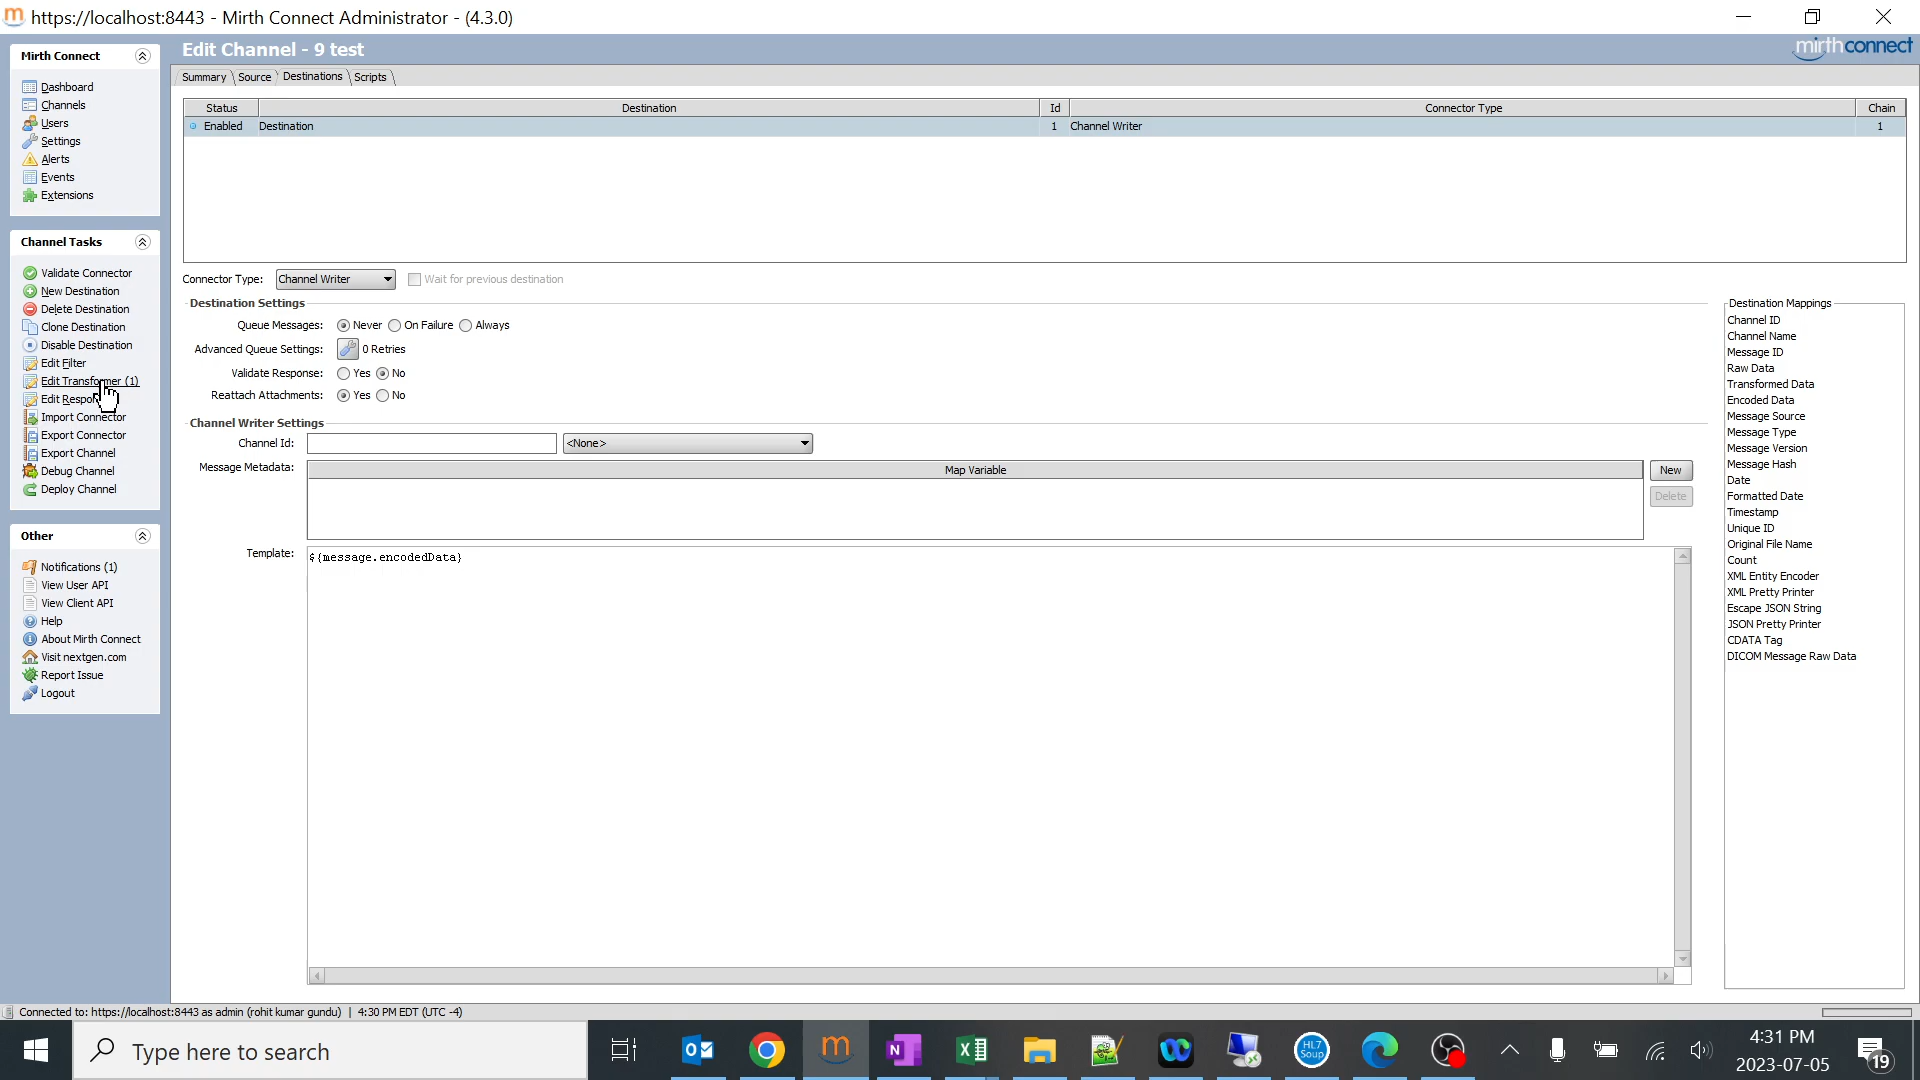 https://localhost:8443 - Mirth Connect Administrator - (4.3.0)
Mirth Connect
Dashboard
Channels
Users
Settings
Alerts
Events
Extensions
Channel Tasks
Validate Connector
New Destination
Delete Destination
Clone Destination
Disable Destination
Edit Filter
Edit Transformer (1)
Edit Respon
Import Connector
Export Connector
Export Channel
Debug Channel
Deploy Channel
Other
Notifications (1)
View User API
View Client API
Help
About Mirth Connect
Visit nextgen.com
Report Issue
Logout
Edit Channel - 9 test
mirthconnect
Summary Source Destinations Scripts
Status Destination Id Connector Type Chain
Enabled Destination 1 Channel Writer 1
Connector Type: Channel Writer Wait for previous destination
Destination Settings
Queue Messages: Never On Failure Always
Advanced Queue Settings: 0 Retries
Validate Response: Yes No
Reattach Attachments: Yes No
Channel Writer Settings
Channel Id: <None>
Message Metadata: Map Variable New
Delete
Template: ${message.encodedData}
Destination Mappings
Channel ID
Channel Name
Message ID
Raw Data
Transformed Data
Encoded Data
Message Source
Message Type
Message Version
Message Hash
Date
Formatted Date
Timestamp
Unique ID
Original File Name
Count
XML Entity Encoder
XML Pretty Printer
Escape JSON String
JSON Pretty Printer
CDATA Tag
DICOM Message Raw Data
Connected to: https://localhost:8443 as admin (rohit kumar gundu) | 4:30 PM EDT (UTC -4)
Type here to search
HL7
Soup
4:31 PM
2023-07-05
19